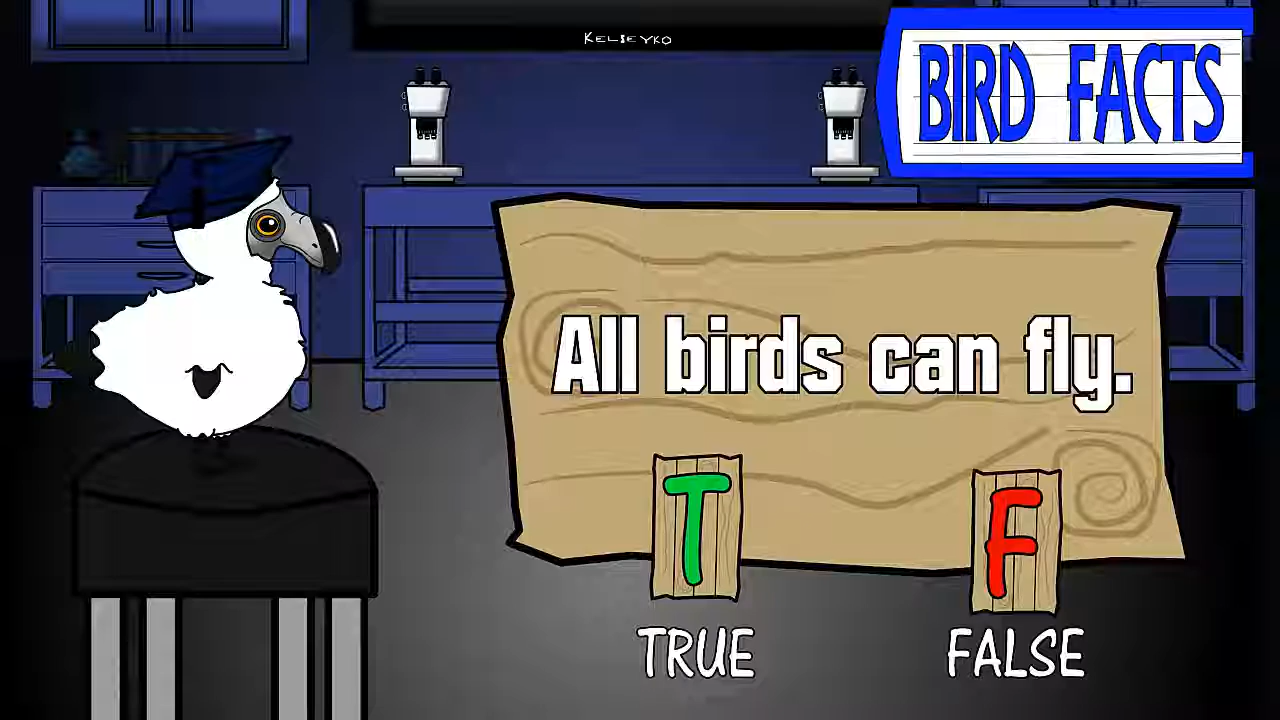 KELSEYKO
BIRD FACTS
All birds can fly.
T
F
TRUE
FALSE